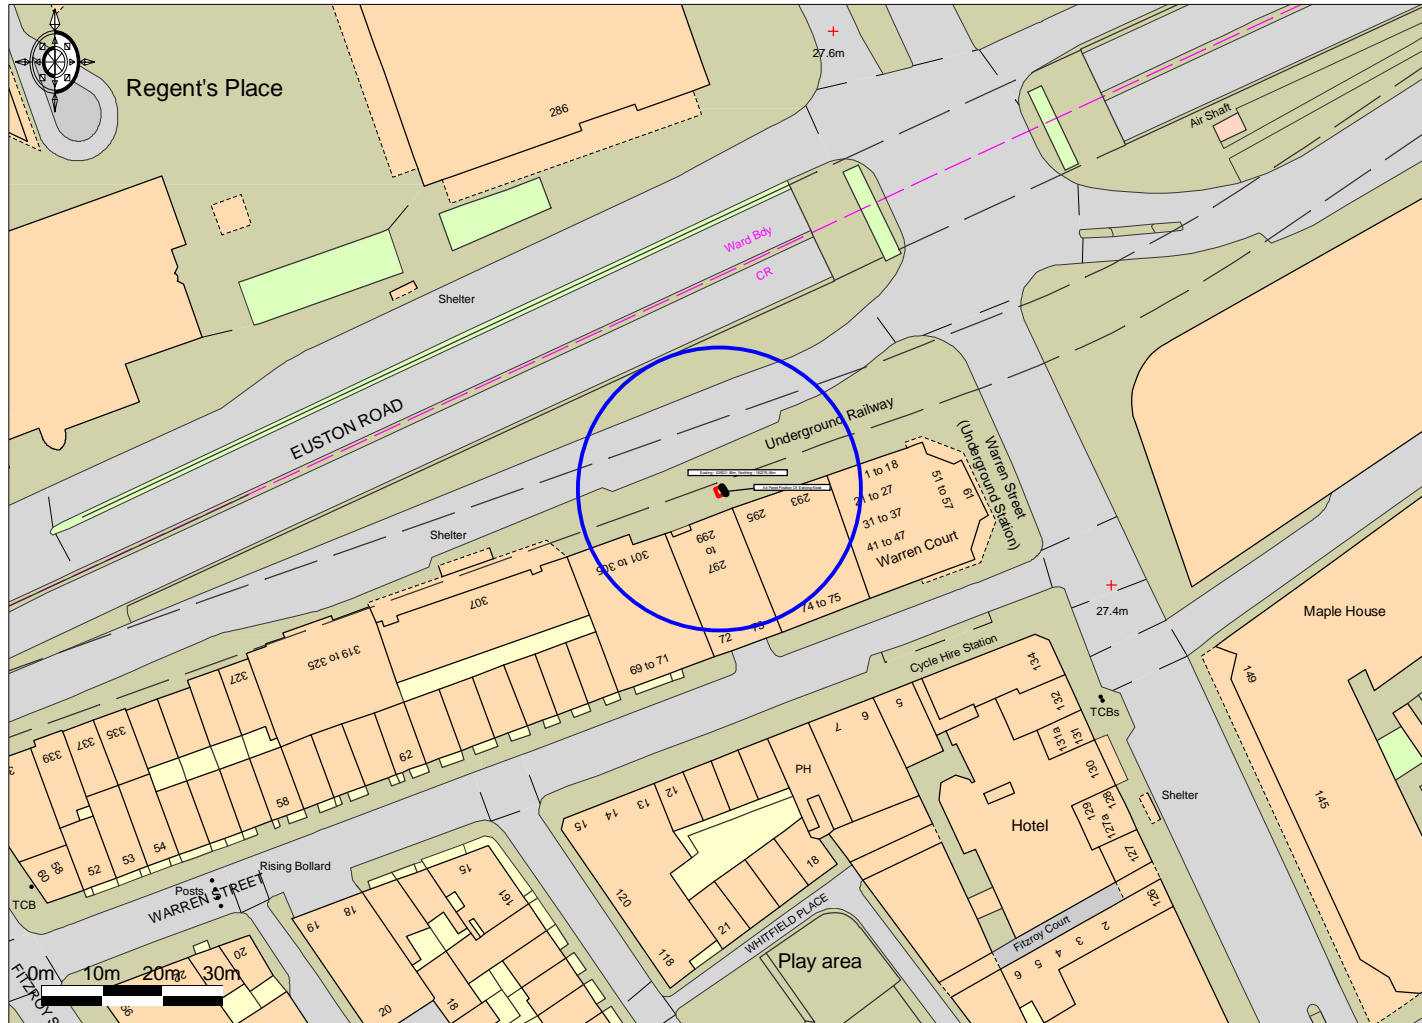 27.6m
Regent's Place
286
Air Shaft
Ward Bdy
CR
Shelter
EUSTON ROAD
Underground Railway
Warren Street
(Underground Station)
1 to 18
21 to 27
31 to 37
41 to 47
Warren Court
51 to 57
61
293
295
299
to
297
301 to 305
Shelter
307
319 to 325
327
335
337
339
74 to 75
73
72
69 to 71
62
58
54
53
52
58
60
27.4m
Maple House
149
145
Cycle Hire Station
134
132
TCBs
131
131a
130
128
129
127a
127
126
Shelter
Hotel
5
6
7
PH
12
13
14
15
120
118
21
18
WHITFIELD PLACE
Play area
Fitzroy Court
2
3
4
5
6
Rising Bollard
Posts
WARREN STREET
TCB
15
161
18
19
20
18
20
22
56
FITZROY S
0m 10m 20m 30m